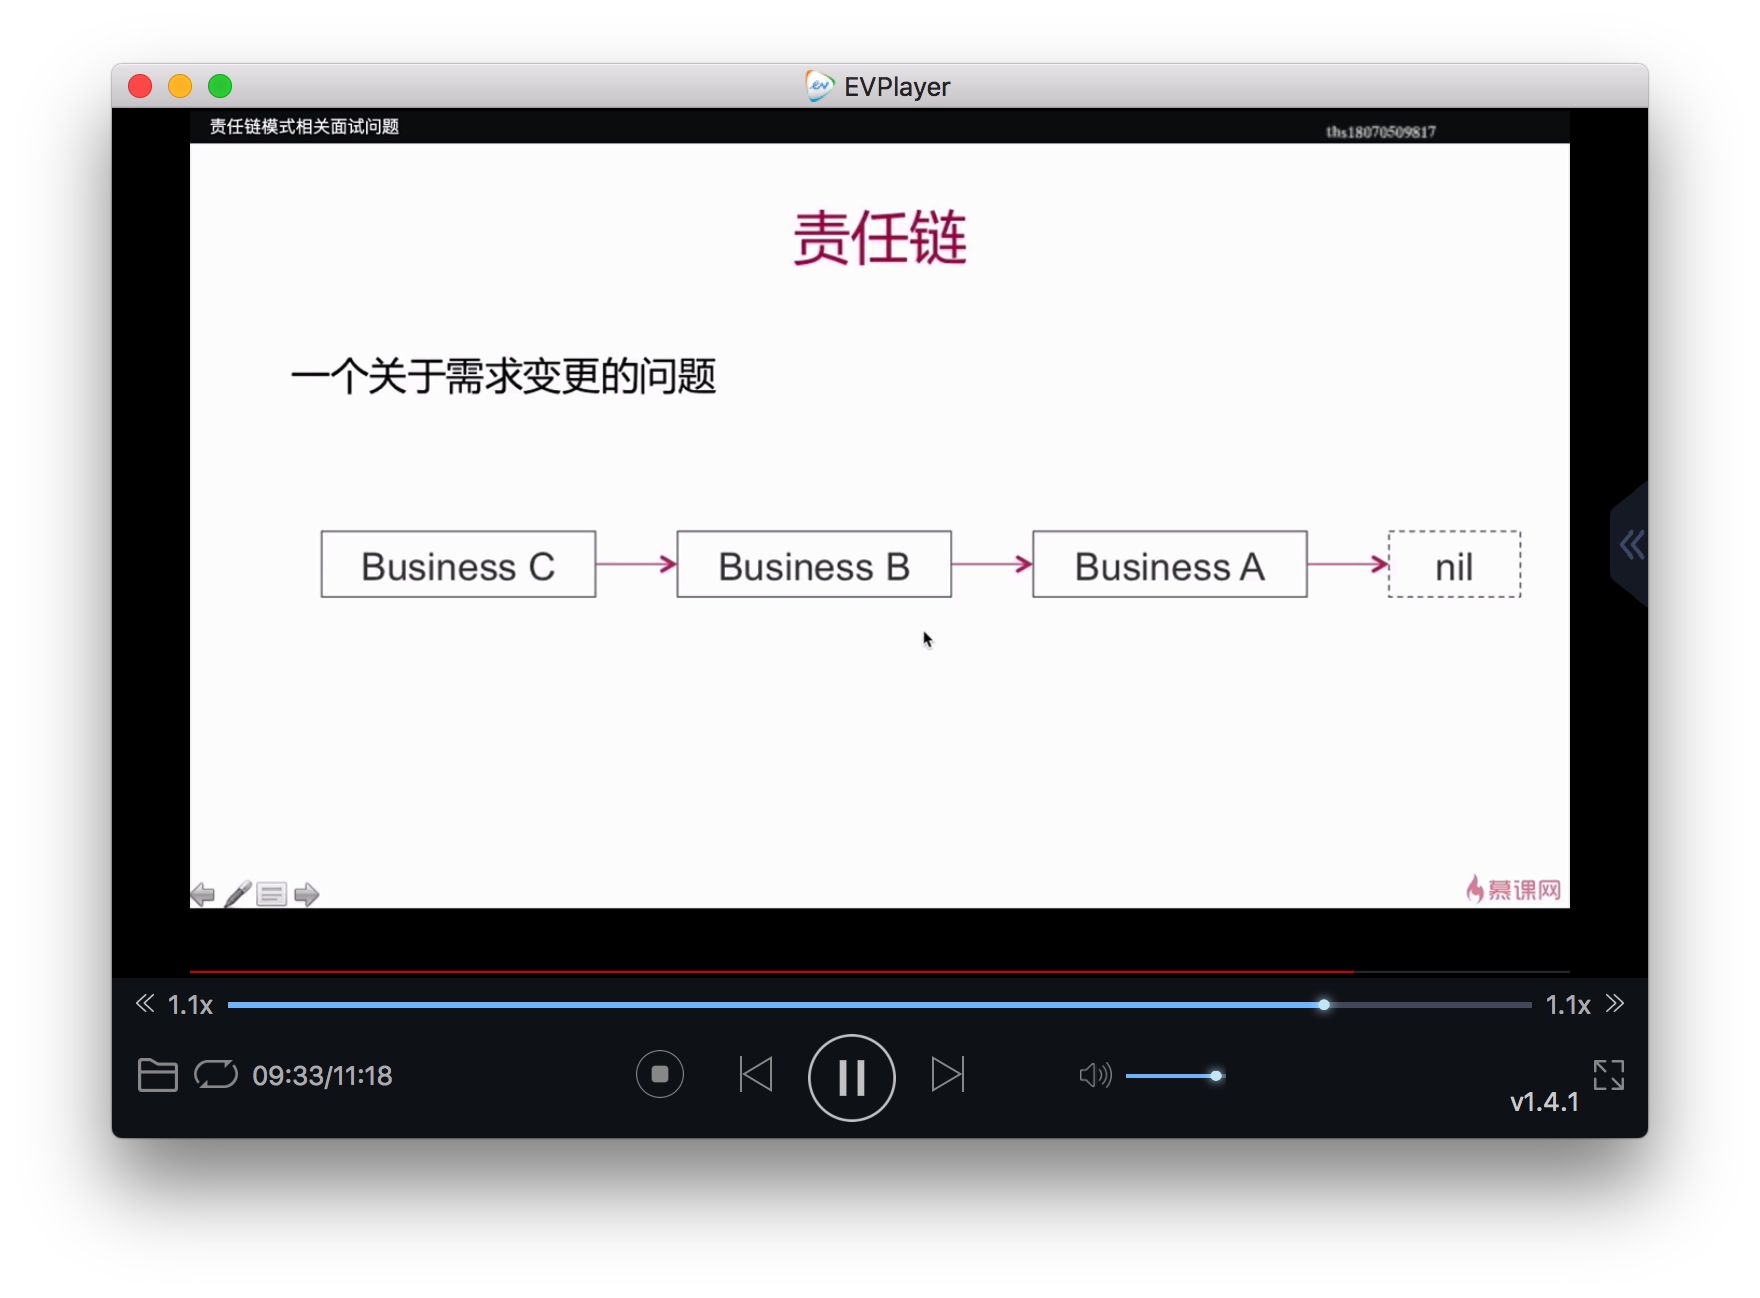 EVPlayer
责任链模式相关面试问题
ths18070509817
责任链
一个关于需求变更的问题
Business C
Business B
Business A
nil
慕课网
1.1x
1.1x
09:33/11:18
v1.4.1